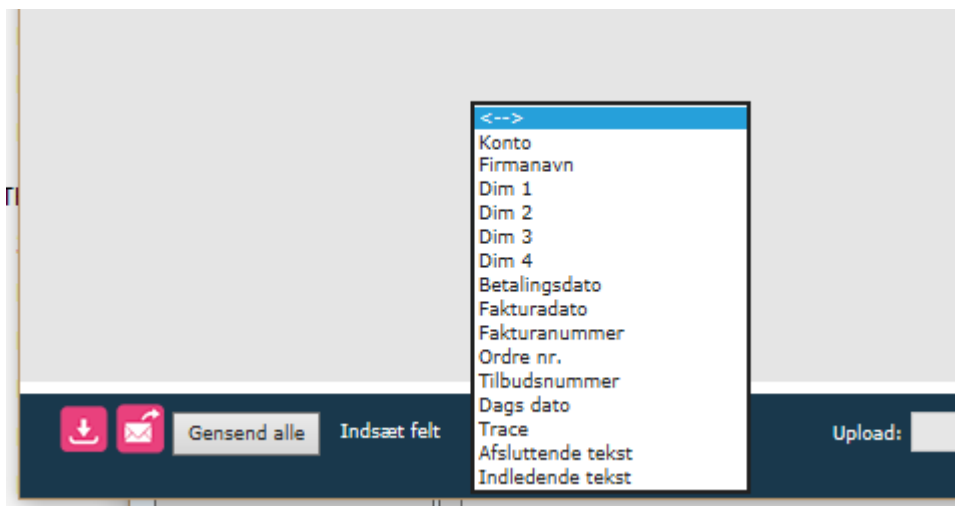 <-->
Konto
Firmanavn
Dim 1
Dim 2
Dim 3
Dim 4
Betalingsdato
Fakturadato
Fakturanummer
Ordre nr.
Tilbudsnummer
Dags dato
Trace
Afsluttende tekst
Indledende tekst
Gensend alle
Indsæt felt
Upload: